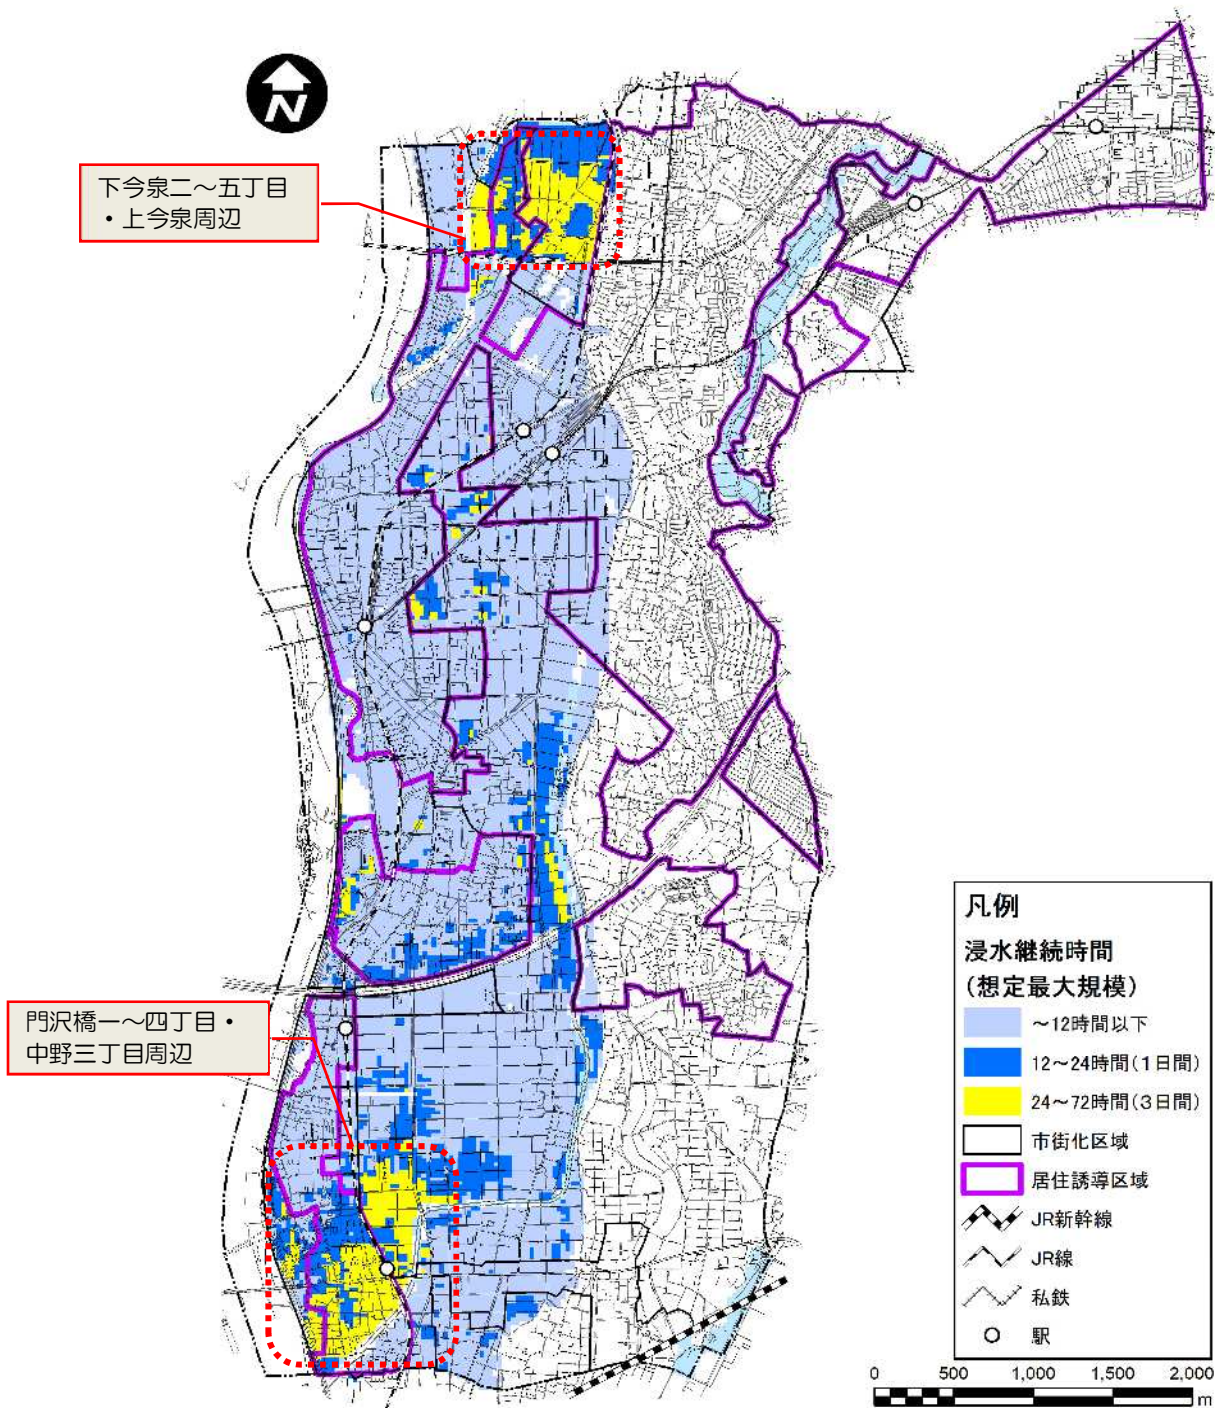 N
下今泉二～五丁目
・上今泉周辺
門沢橋一～四丁目・
中野三丁目周辺
凡例
浸水継続時間
(想定最大規模)
～12時間以下
12～24時間(1日間)
24～72時間(3日間)
市街化区域
居住誘導区域
JR新幹線
JR線
私鉄
駅
0 500 1,000 1,500 2,000
m